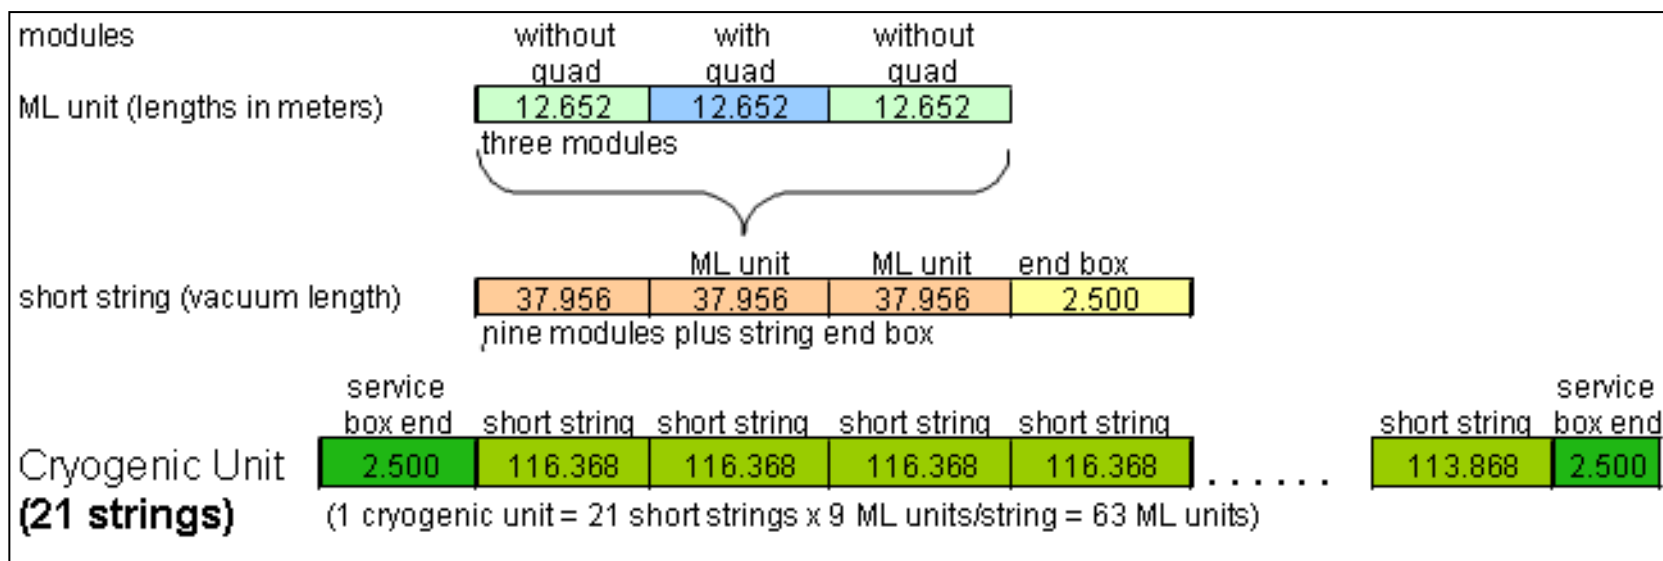 modules without with without
quad quad quad
ML unit (lengths in meters) 12.652 12.652 12.652
three modules
ML unit ML unit end box
short string (vacuum length) 37.956 37.956 37.956 2.500
nine modules plus string end box
service service
box end short string short string short string short string short string box end
Cryogenic Unit 2.500 116.368 116.368 116.368 116.368 ...... 113.868 2.500
(21 strings) (1 cryogenic unit = 21 short strings x 9 ML units/string = 63 ML units)